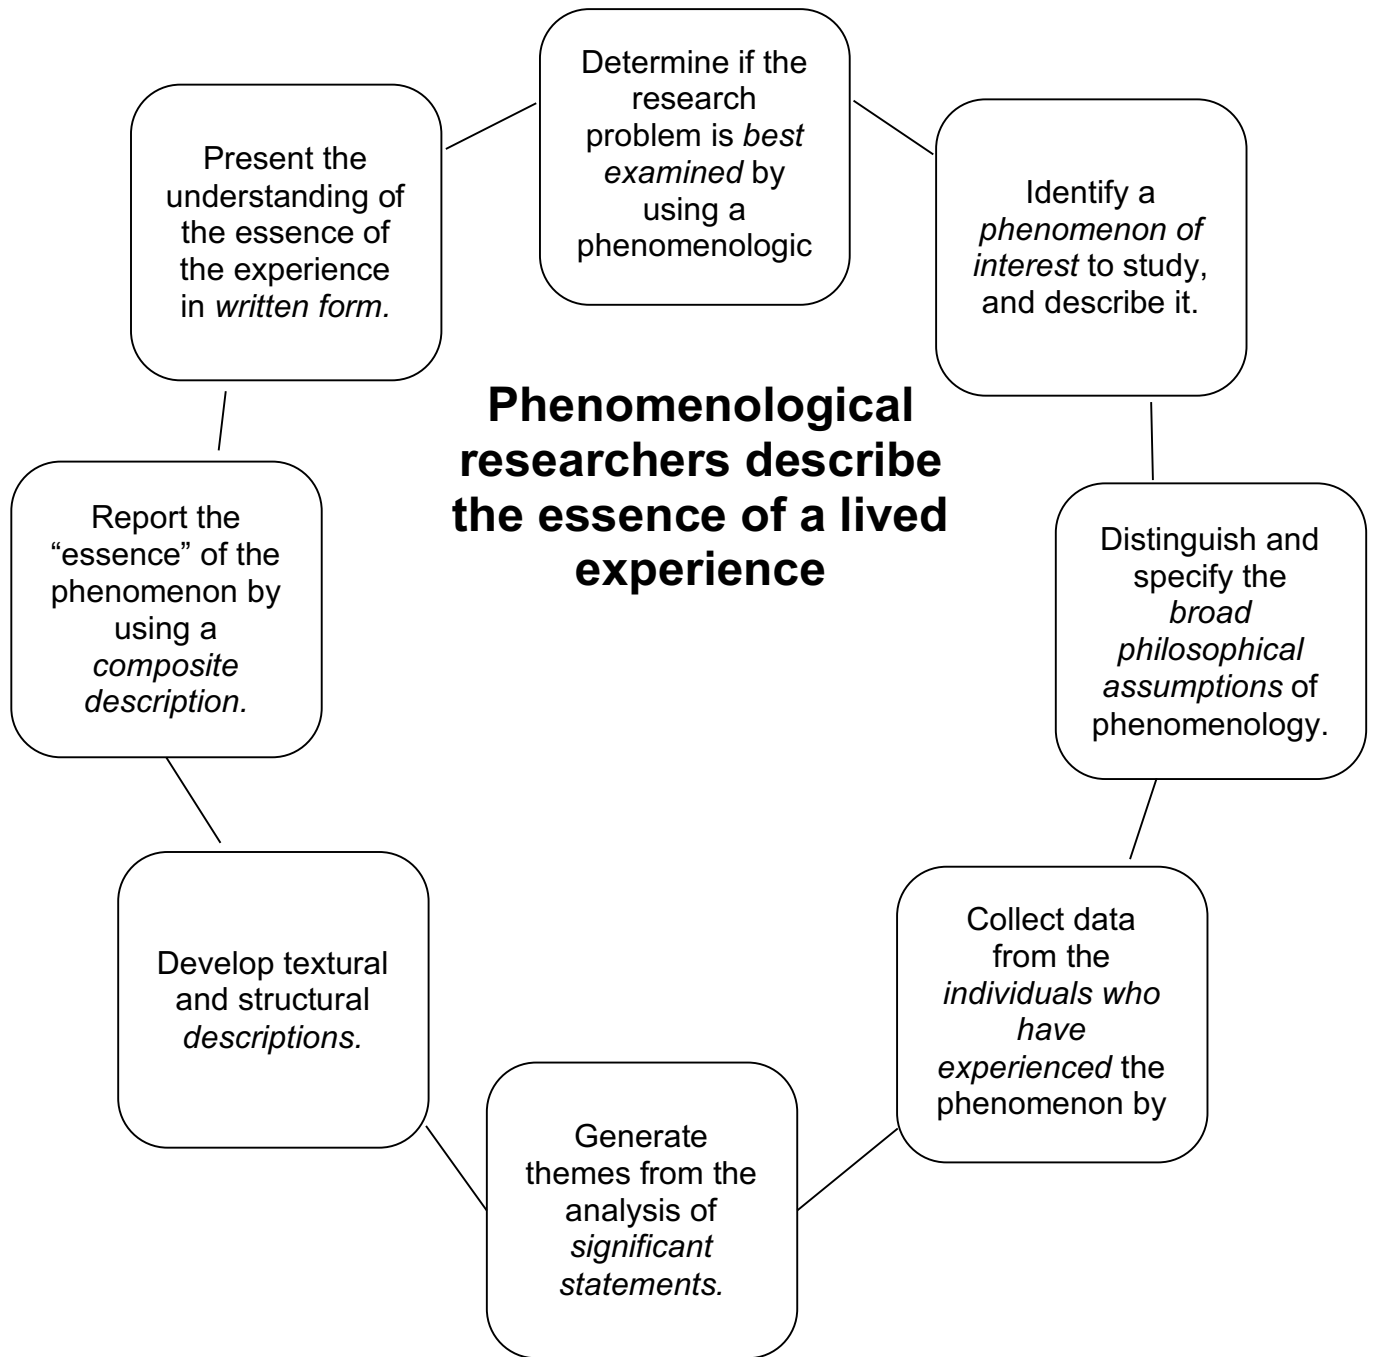 Determine if the
research
problem is best
examined by
using a
phenomenologic
Identify a
phenomenon of
interest to study,
and describe it.
Distinguish and
specify the
broad
philosophical
assumptions of
phenomenology.
Collect data
from the
individuals who
have
experienced the
phenomenon by
Generate
themes from the
analysis of
significant
statements.
Develop textural
and structural
descriptions.
Report the
“essence” of the
phenomenon by
using a
composite
description.
Present the
understanding of
the essence of
the experience
in written form.
Phenomenological
researchers describe
the essence of a lived
experience